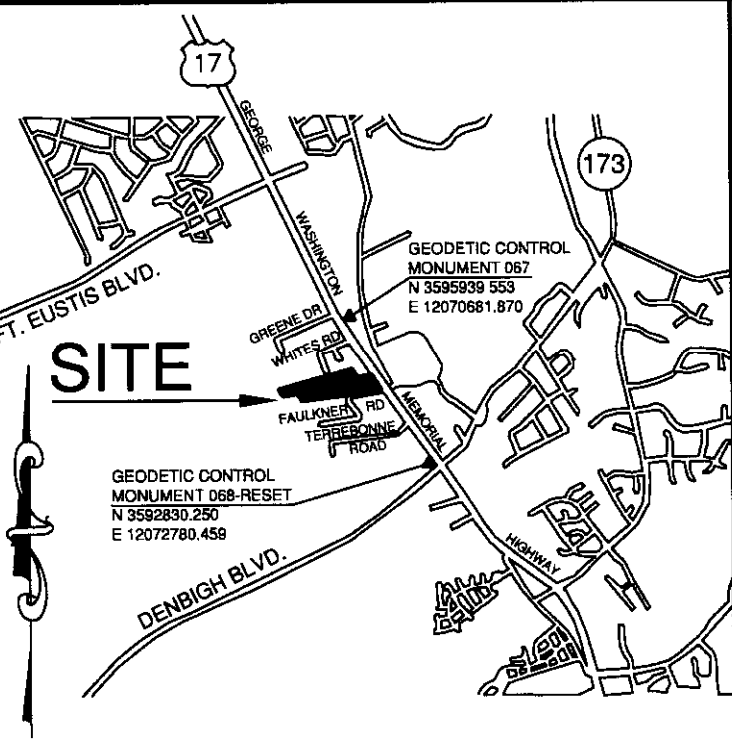 17
GEORGE
WASHINGTON
173
GEODETIC CONTROL
MONUMENT 067
N 3595939 553
E 12070681.870
FT. EUSTIS BLVD.
GREENE DR
WHITES RD
SITE
FAULKNER RD
MEMORIAL
TERREBONNE
ROAD
GEODETIC CONTROL
MONUMENT 068-RESET
N 3592830.250
E 12072780.459
HIGHWAY
DENBIGH BLVD.